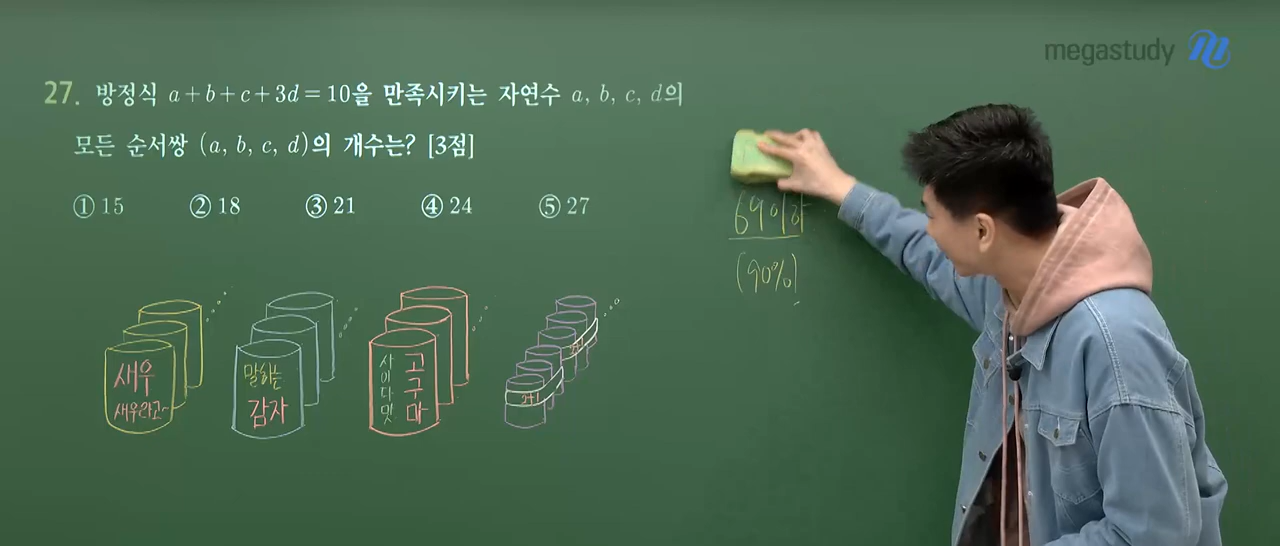 megastudy
27. 방정식 a+b+c+3d=10을 만족시키는 자연수 a, b, c, d의
모든 순서쌍 (a, b, c, d)의 개수는? [3점]
① 15 ② 18 ③ 21 ④ 24 ⑤ 27
69이하
(90%)
새우
새우라고~
말하는
감자
사이다맛
고구마
2+1